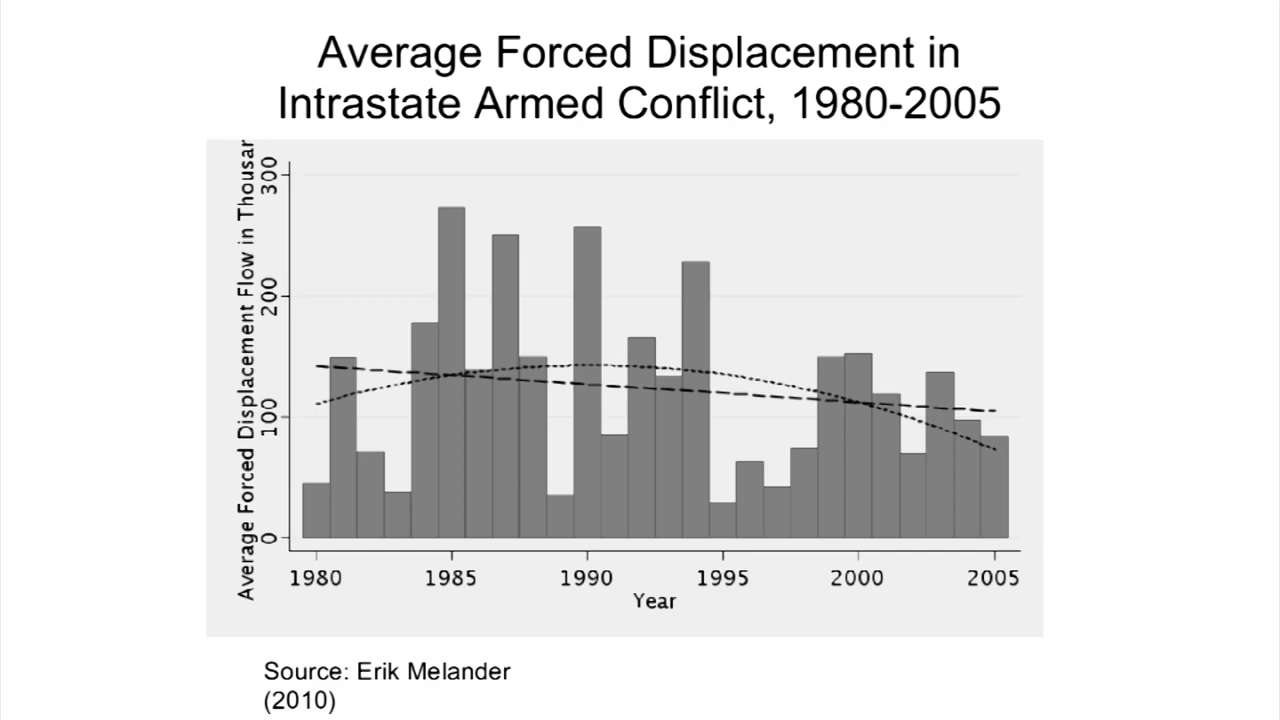 Average Forced Displacement in
Intrastate Armed Conflict, 1980-2005
Average Forced Displacement Flow in Thousar
300
200
100
0
1980 1985 1990 1995 2000 2005
Year
Source: Erik Melander
(2010)